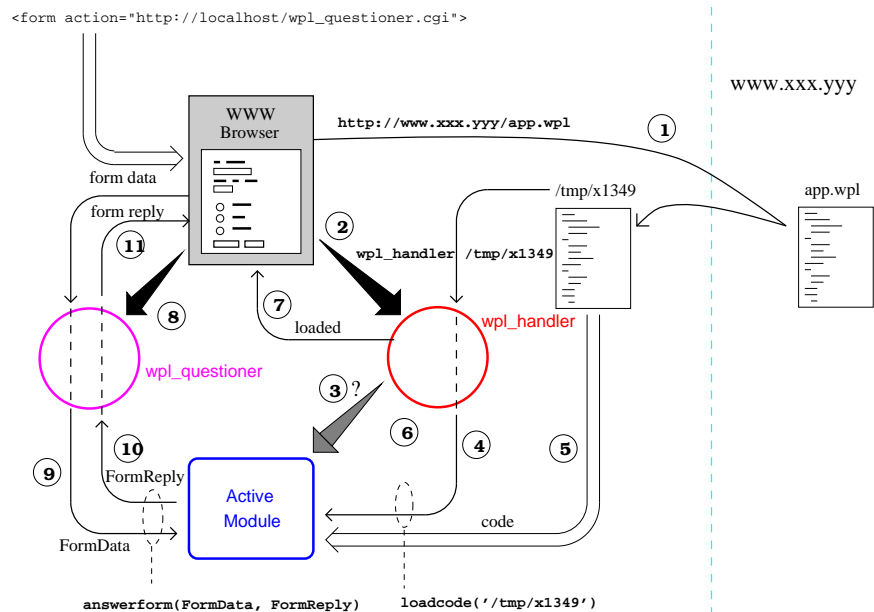 <form action="http://localhost/wpl_questioner.cgi">
www.xxx.yyy
WWW
Browser
http://www.xxx.yyy/app.wpl
1
form data
/tmp/x1349
app.wpl
form reply
11
2
wpl_handler /tmp/x1349
7
8
loaded
wpl_handler
wpl_questioner
3 ?
6
4
5
10
9
FormReply
Active
Module
code
FormData
answerform(FormData, FormReply)
loadcode('/tmp/x1349')